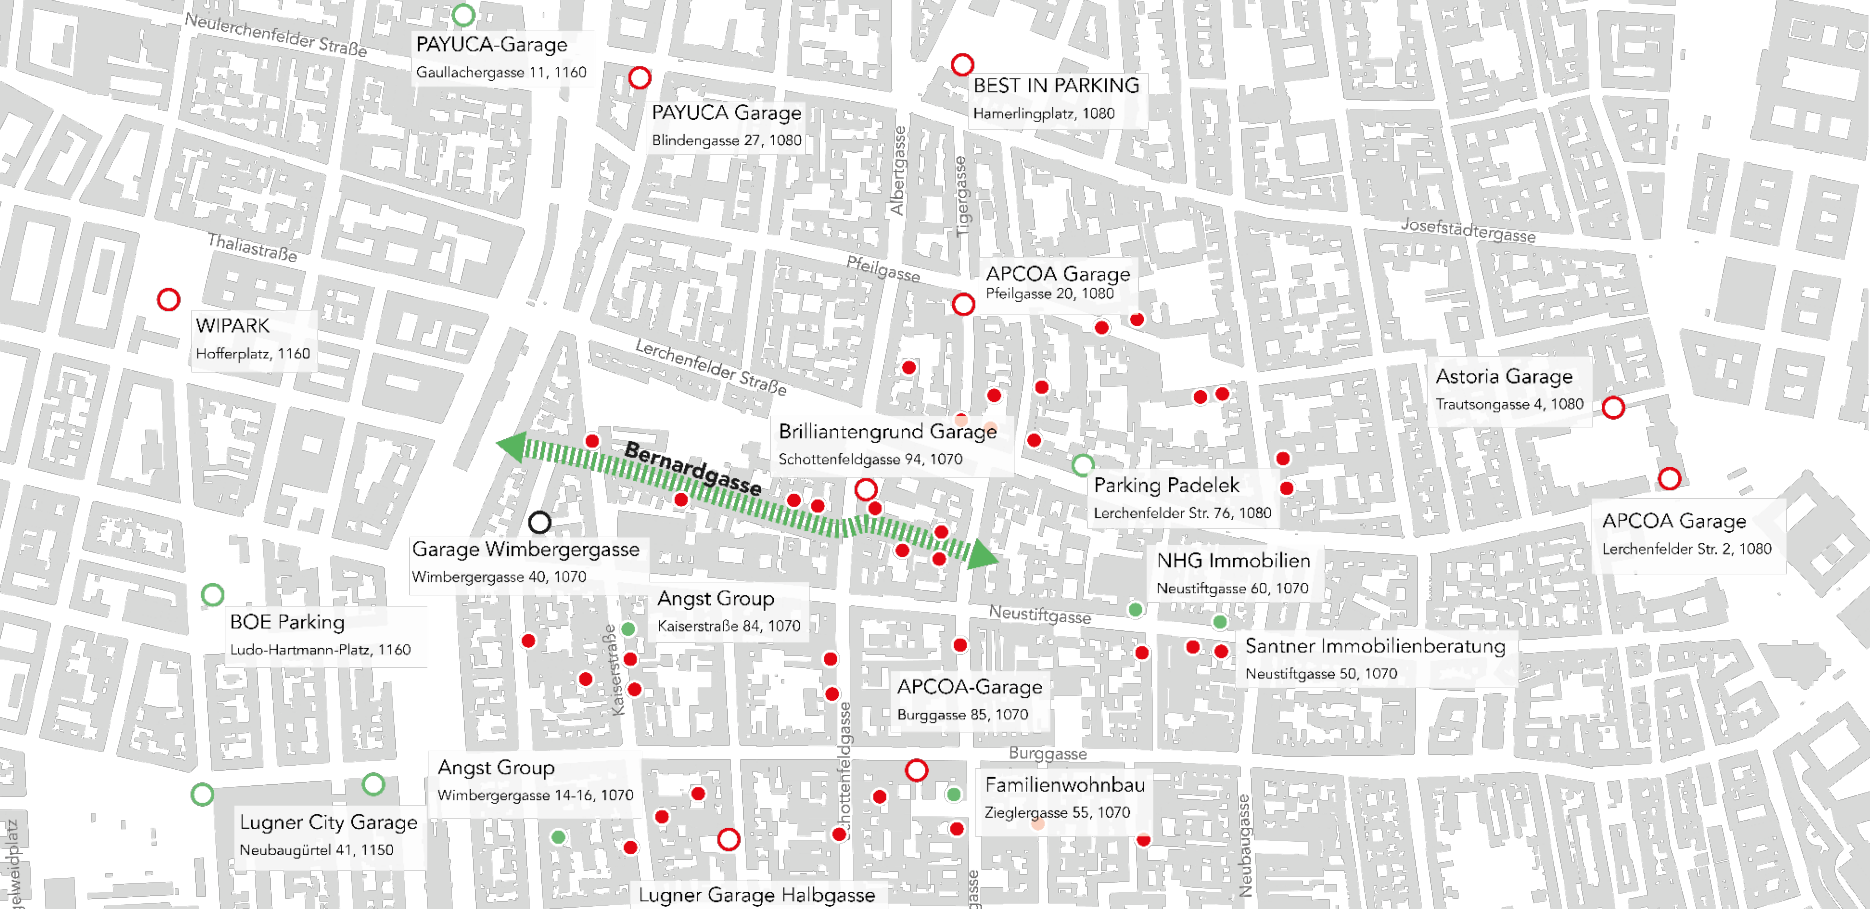 Neulerchenfelder Straße
PAYUCA-Garage
Gaullachergasse 11, 1160
PAYUCA Garage
Blindengasse 27, 1080
BEST IN PARKING
Hamerlingplatz, 1080
Albertgasse
Tigergasse
Josefstädtergasse
Thaliastraße
Pfeilgasse
APCOA Garage
Pfeilgasse 20, 1080
WIPARK
Hofferplatz, 1160
Lerchenfelder Straße
Astoria Garage
Trautsongasse 4, 1080
Brilliantengrund Garage
Schottenfeldgasse 94, 1070
Bernardgasse
Parking Padelek
Lerchenfelder Str. 76, 1080
APCOA Garage
Lerchenfelder Str. 2, 1080
Garage Wimbergergasse
Wimbergergasse 40, 1070
NHG Immobilien
Neustiftgasse 60, 1070
Angst Group
Kaiserstraße 84, 1070
Neustiftgasse
BOE Parking
Ludo-Hartmann-Platz, 1160
Kaiserstraße
Santner Immobilienberatung
Neustiftgasse 50, 1070
APCOA-Garage
Burggasse 85, 1070
Schottenfeldgasse
Burggasse
Angst Group
Wimbergergasse 14-16, 1070
Familienwohnbau
Zieglergasse 55, 1070
Lugner City Garage
Neubaugürtel 41, 1150
Neubaugasse
gelweidplatz
gasse
Lugner Garage Halbgasse